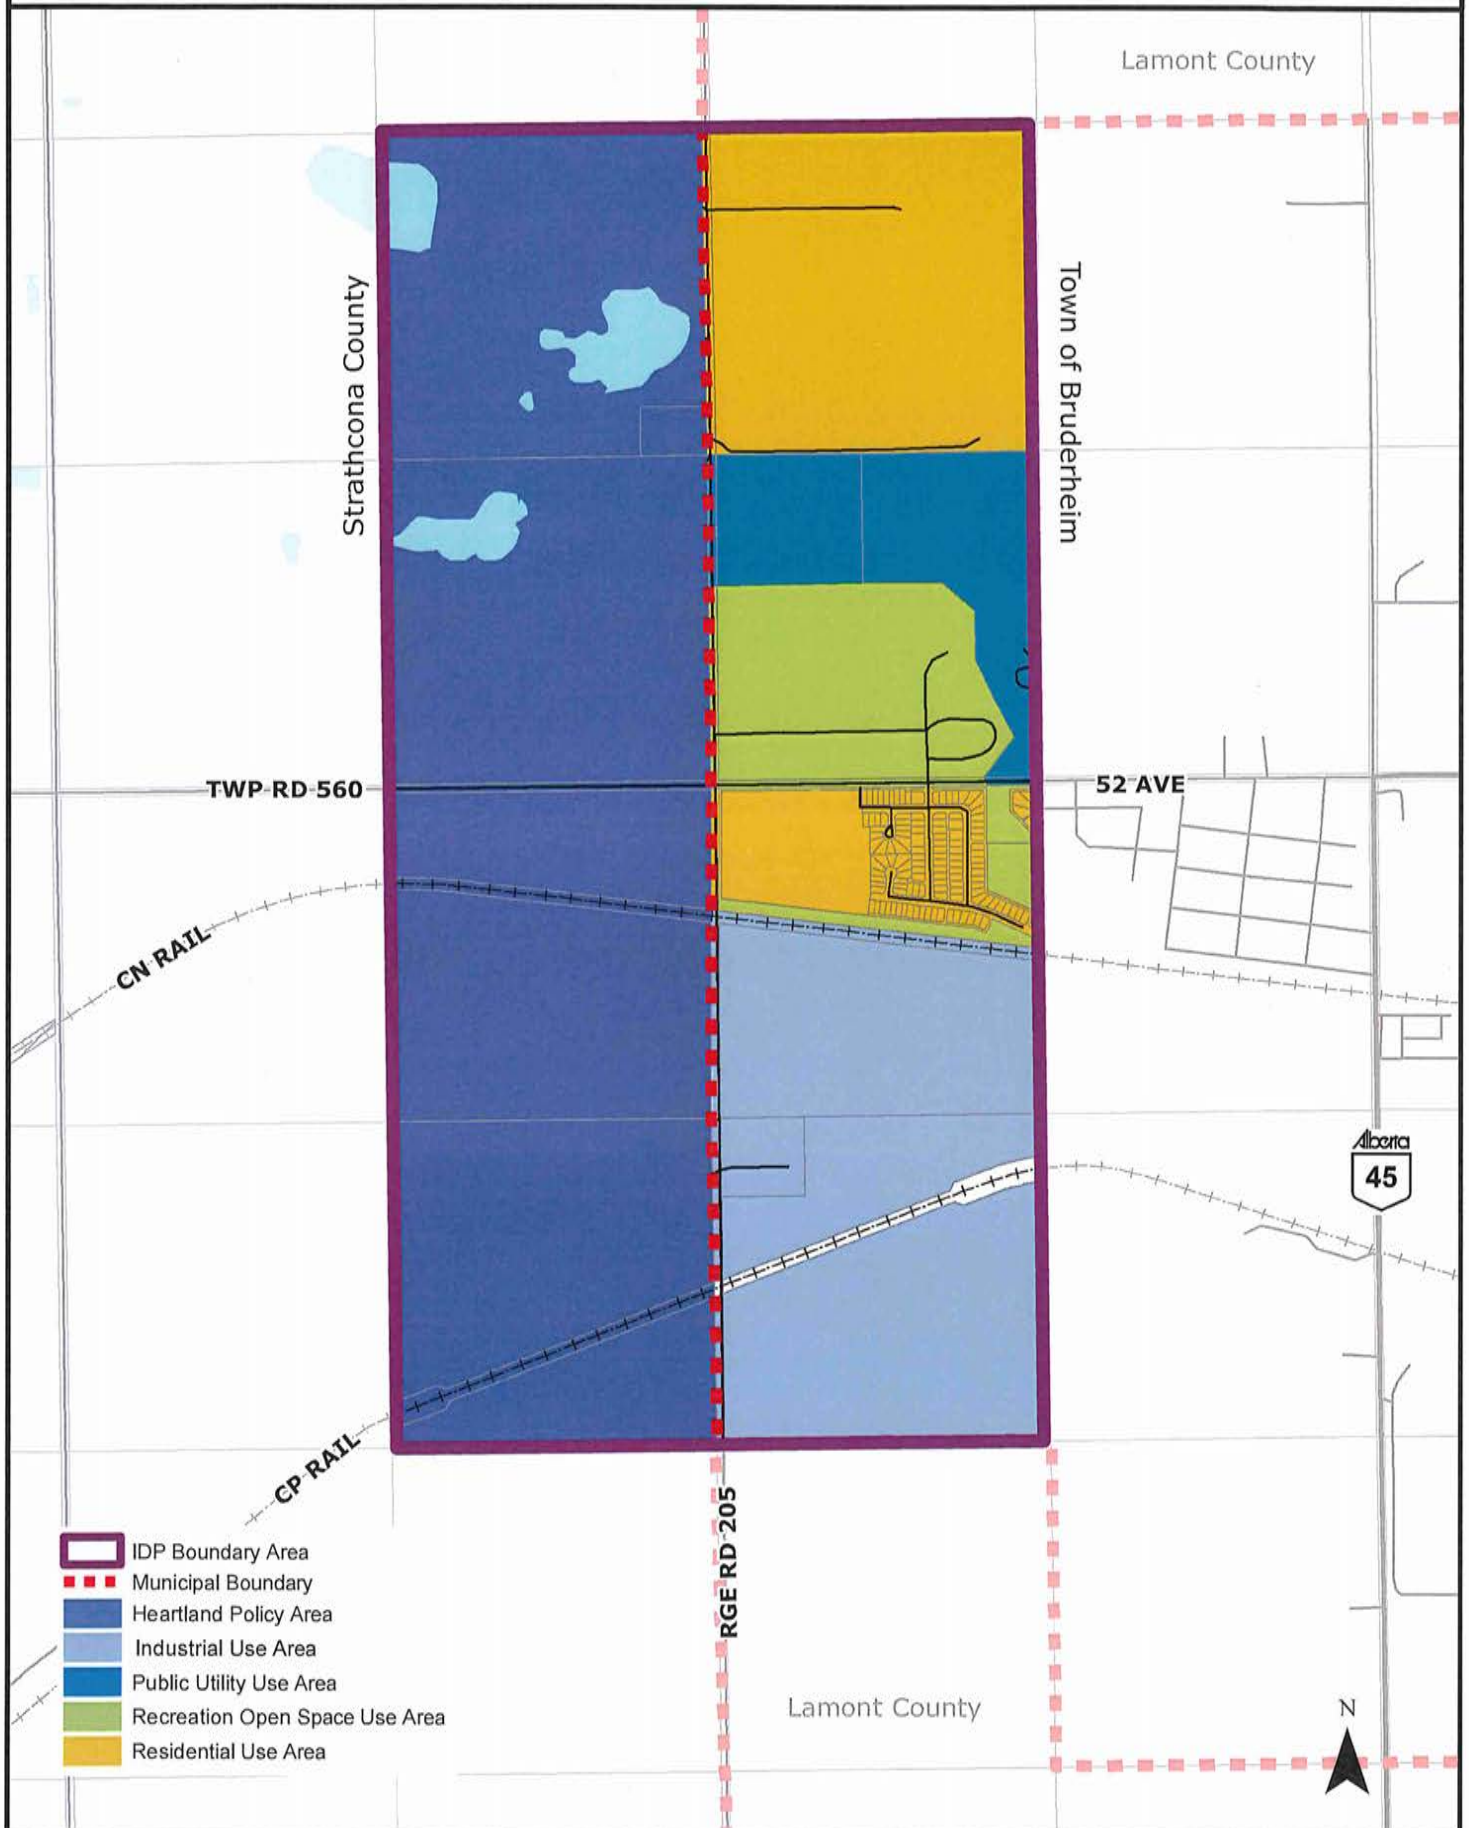 Lamont County
Strathcona County
Town of Bruderheim
TWP RD 560
52 AVE
CN RAIL
Alberta
45
CP RAIL
RGE RD 205
IDP Boundary Area
Municipal Boundary
Heartland Policy Area
Industrial Use Area
Public Utility Use Area
Recreation Open Space Use Area
Residential Use Area
Lamont County
N